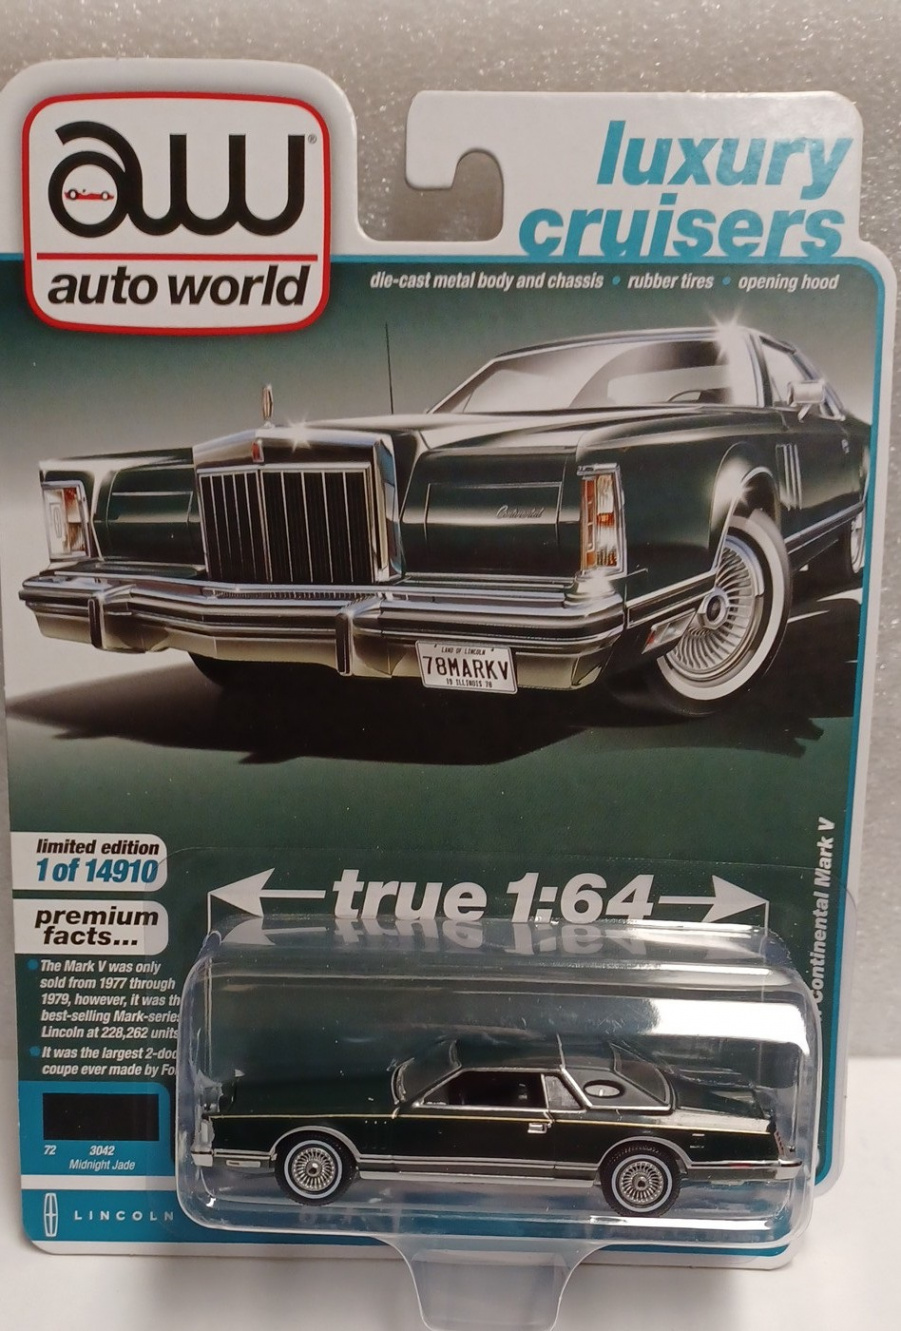 aw®
auto world
luxury
cruisers
die-cast metal body and chassis • rubber tires • opening hood
Continental
LAND OF LINCOLN
78MARKV
19 ILLINOIS 78
limited edition
1 of 14910
true 1:64
premium
facts...
• The Mark V was only
sold from 1977 through
1979, however, it was th
best-selling Mark-series
Lincoln at 228,262 units
• It was the largest 2-doo
coupe ever made by Fo
72 3042
Midnight Jade
LINCOLN
Continental Mark V